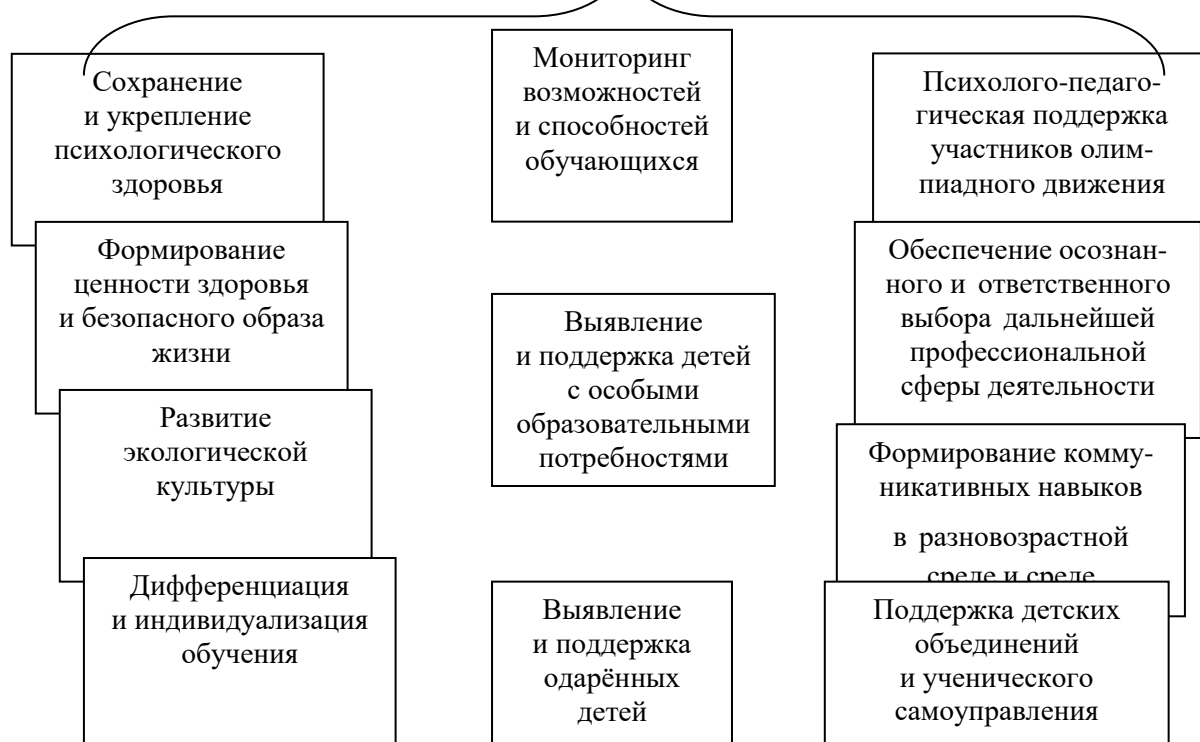 Сохранение
и укрепление
психологического
здоровья
Формирование
ценности здоровья
и безопасного образа
жизни
Развитие
экологической
культуры
Дифференциация
и индивидуализация
обучения
Мониторинг
возможностей
и способностей
обучающихся
Выявление
и поддержка детей
с особыми
образовательными
потребностями
Выявление
и поддержка
одарённых
детей
Психолого-педаго-
гическая поддержка
участников олим-
пиадного движения
Обеспечение осознан-
ного и ответственного
выбора дальнейшей
профессиональной
сферы деятельности
Формирование комму-
никативных навыков
в разновозрастной
среде и среде
Поддержка детских
объединений
и ученического
самоуправления